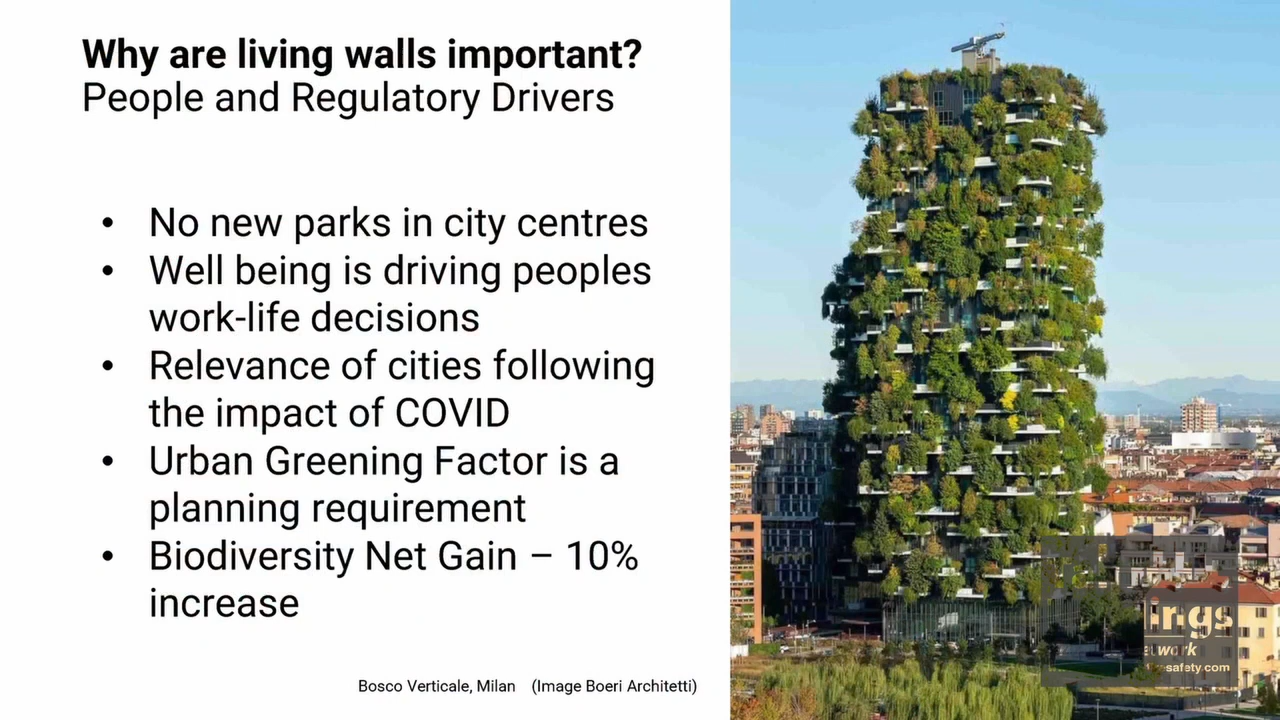 Why are living walls important?
People and Regulatory Drivers
• No new parks in city centres
• Well being is driving peoples
work-life decisions
• Relevance of cities following
the impact of COVID
• Urban Greening Factor is a
planning requirement
• Biodiversity Net Gain – 10%
increase
Bosco Verticale, Milan (Image Boeri Architetti)